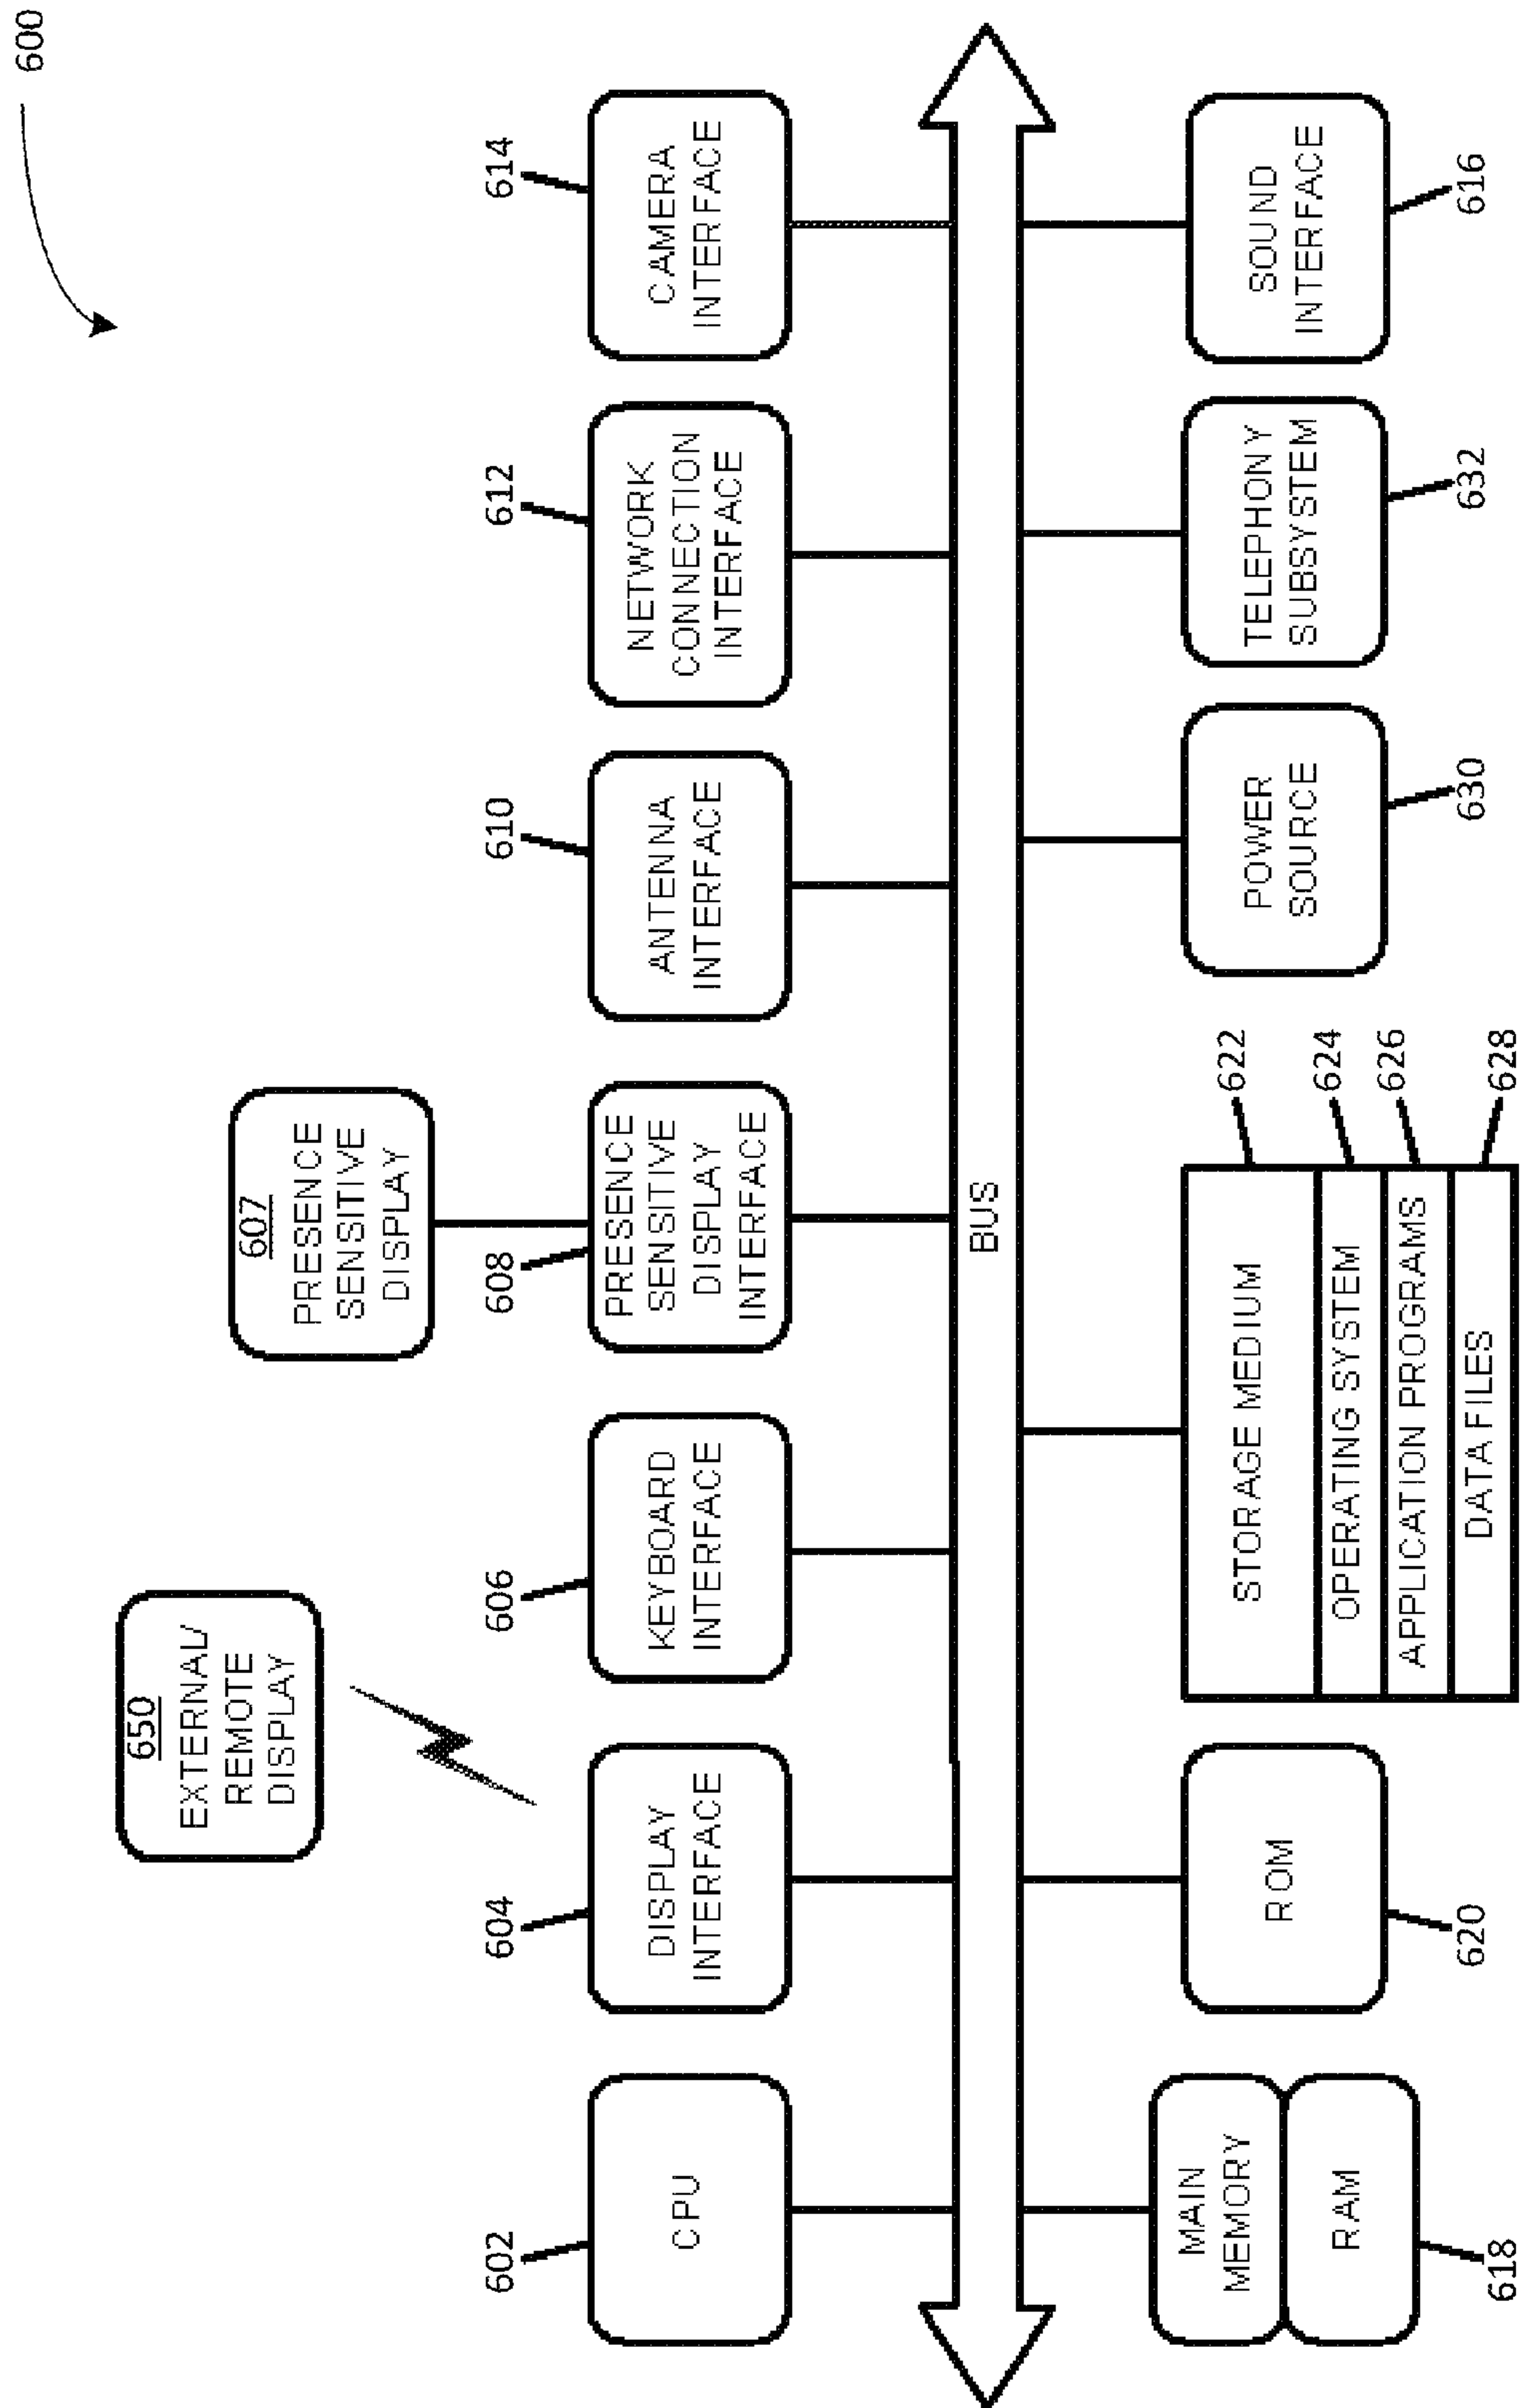 600
650
EXTERNAL/
REMOTE
DISPLAY
607
PRESENCE
SENSITIVE
DISPLAY
602
CPU
604
DISPLAY
INTERFACE
606
KEYBOARD
INTERFACE
608
PRESENCE
SENSITIVE
DISPLAY
INTERFACE
610
ANTENNA
INTERFACE
612
NETWORK
CONNECTION
INTERFACE
614
CAMERA
INTERFACE
BUS
MAIN
MEMORY
RAM
618
ROM
620
STORAGE MEDIUM
622
OPERATING SYSTEM
624
APPLICATION PROGRAMS
626
DATA FILES
628
POWER
SOURCE
630
TELEPHONY
SUBSYSTEM
632
SOUND
INTERFACE
616